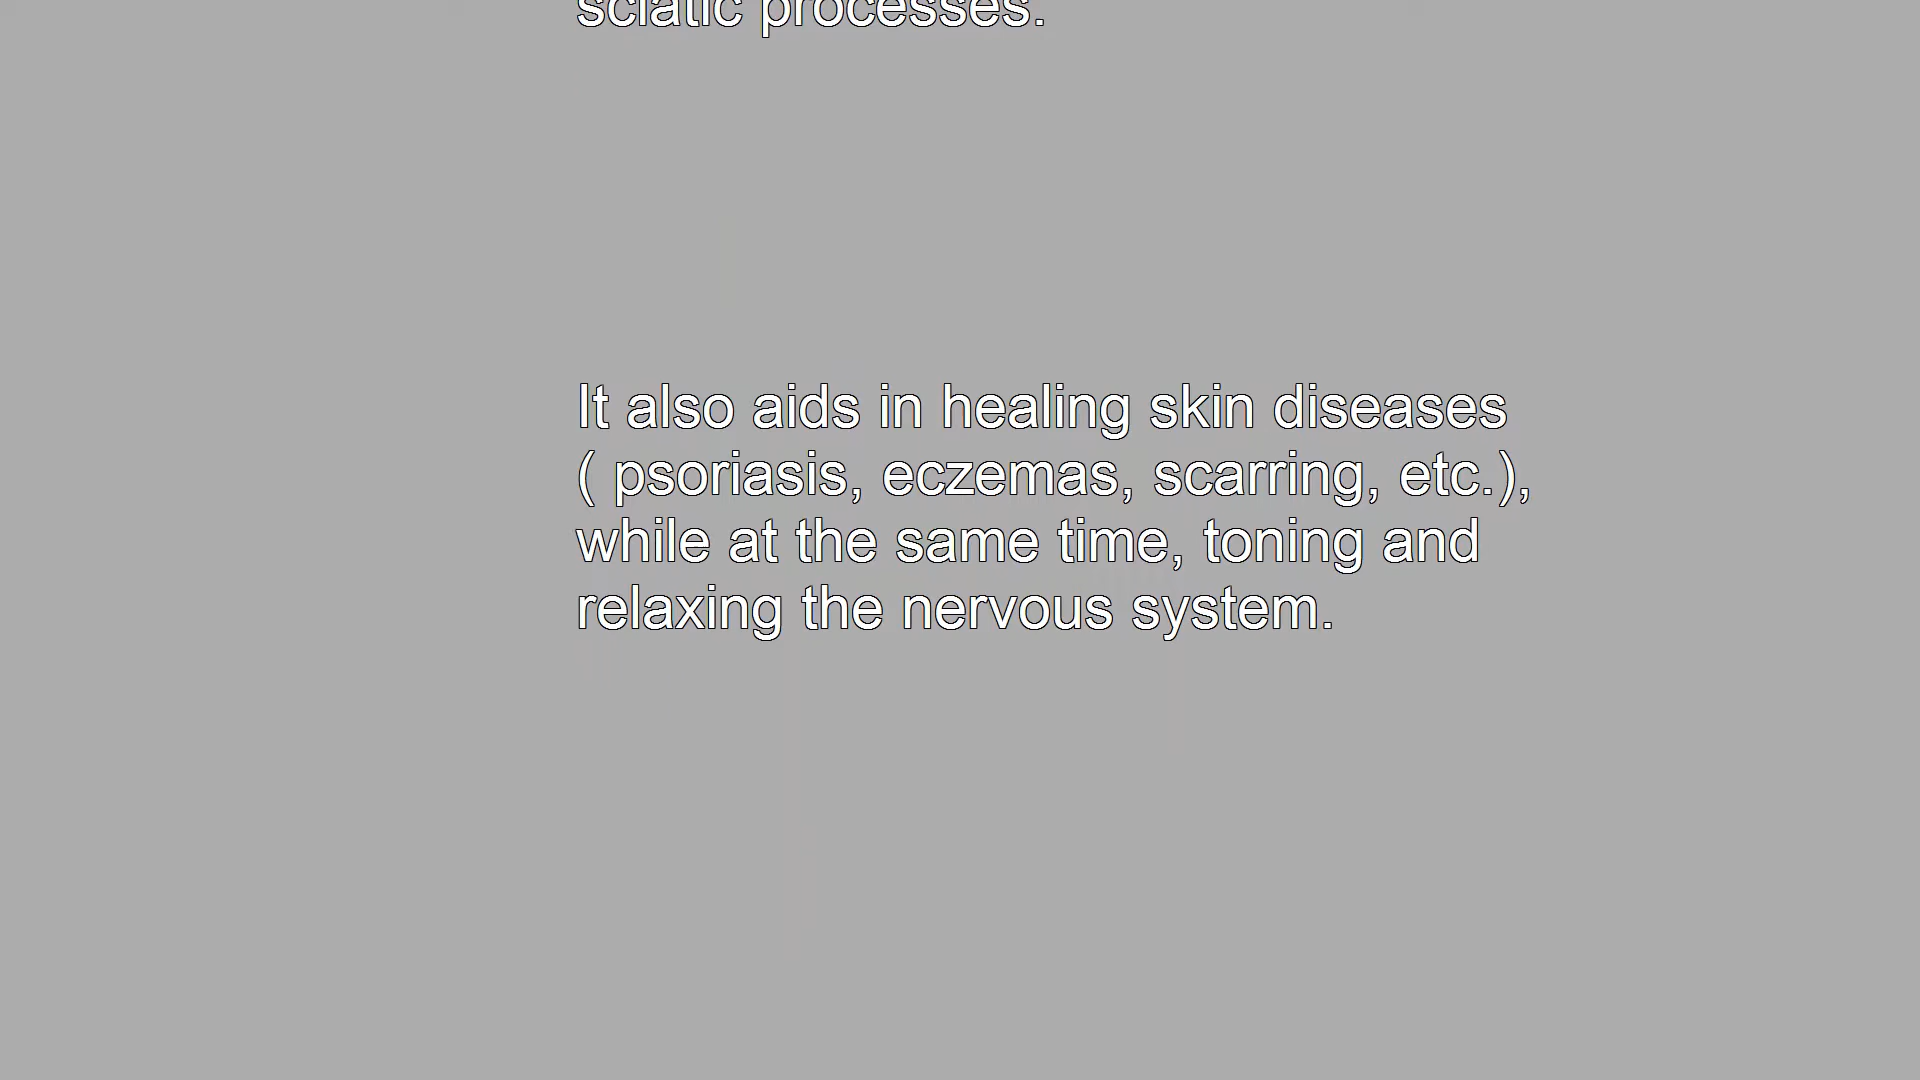 sciatic processes.
It also aids in healing skin diseases
( psoriasis, eczemas, scarring, etc.),
while at the same time, toning and
relaxing the nervous system.